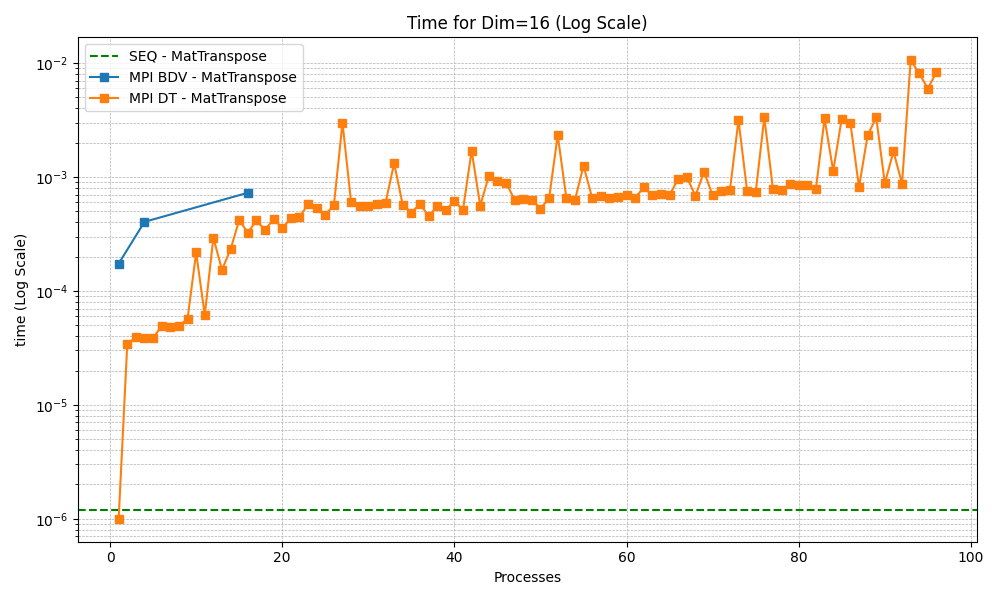 Time for Dim=16 (Log Scale)
SEQ - MatTranspose
MPI BDV - MatTranspose
MPI DT - MatTranspose
time (Log Scale)
10⁻²
10⁻³
10⁻⁴
10⁻⁵
10⁻⁶
0 20 40 60 80 100
Processes